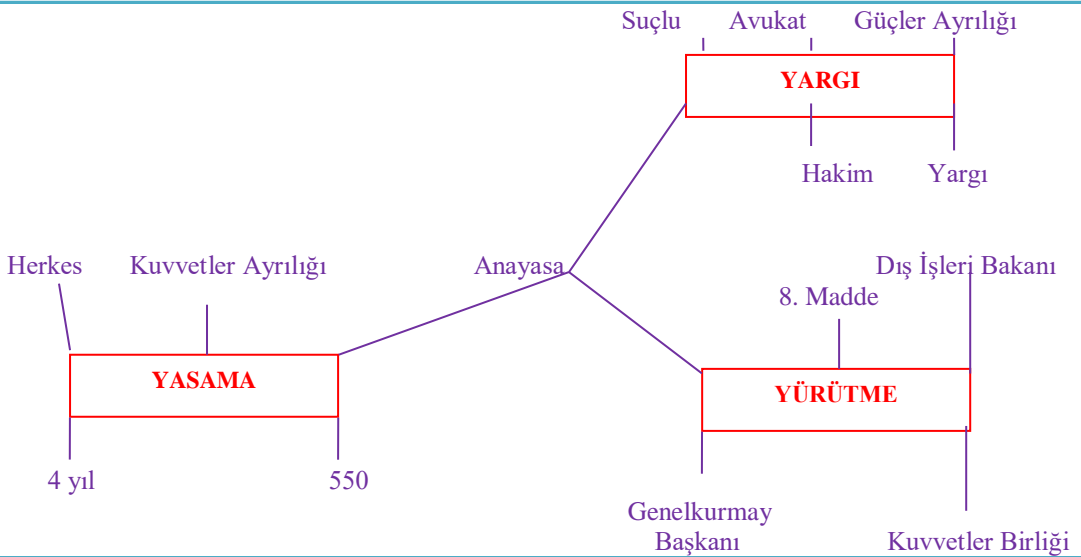 Suçlu Avukat Güçler Ayrılığı
YARGI
Hakim Yargı
Herkes Kuvvetler Ayrılığı Anayasa Dış İşleri Bakanı
8. Madde
YASAMA
YÜRÜTME
4 yıl 550
Genelkurmay
Başkanı Kuvvetler Birliği